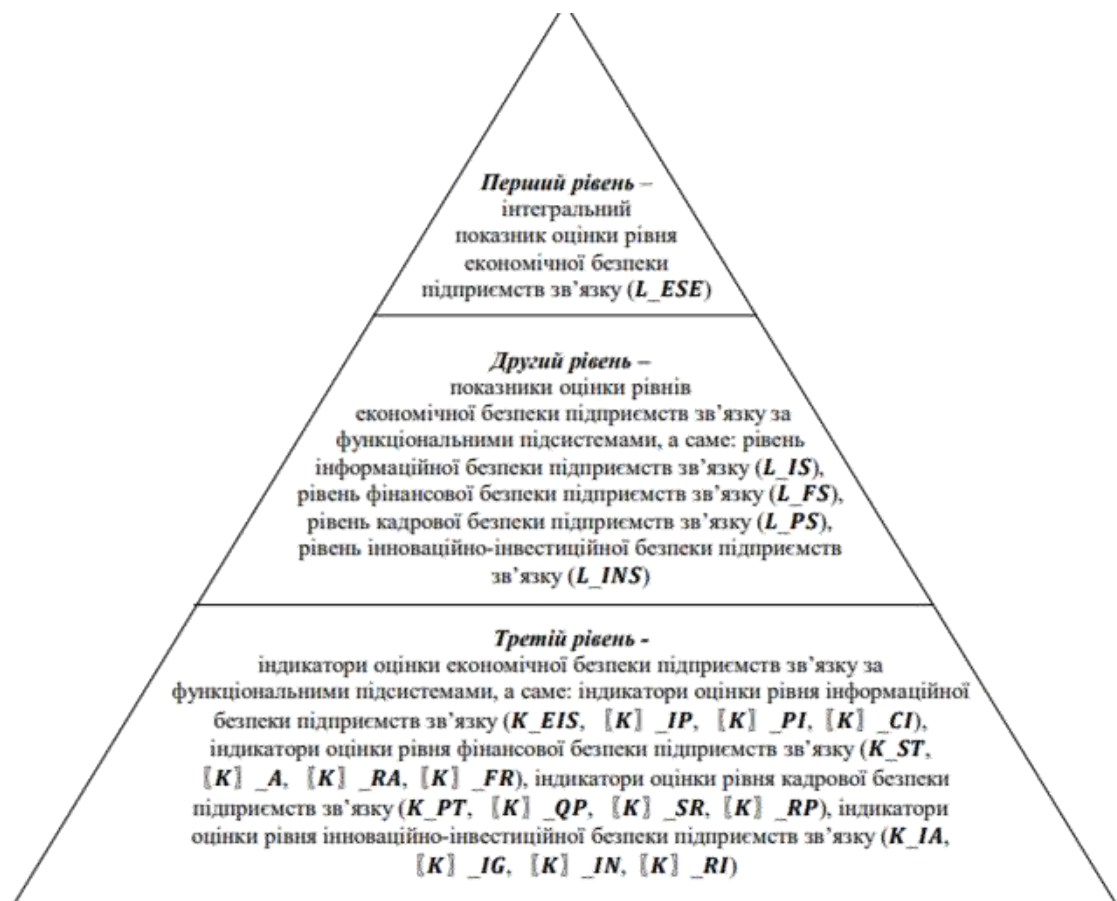 Перший рівень –
інтегральний
показник оцінки рівня
економічної безпеки
підприємств зв’язку (L_ESE)
Другий рівень –
показники оцінки рівнів
економічної безпеки підприємств зв’язку за
функціональними підсистемами, а саме: рівень
інформаційної безпеки підприємств зв’язку (L_IS),
рівень фінансової безпеки підприємств зв’язку (L_FS),
рівень кадрової безпеки підприємств зв’язку (L_PS),
рівень інноваційно-інвестиційної безпеки підприємств
зв’язку (L_INS)
Третій рівень -
індикатори оцінки економічної безпеки підприємств зв’язку за
функціональними підсистемами, а саме: індикатори оцінки рівня інформаційної
безпеки підприємств зв’язку (K_EIS, 〖K〗_IP, 〖K〗_PI, 〖K〗_CI),
індикатори оцінки рівня фінансової безпеки підприємств зв’язку (K_ST,
〖K〗_A, 〖K〗_RA, 〖K〗_FR), індикатори оцінки рівня кадрової безпеки
підприємств зв’язку (K_PT, 〖K〗_QP, 〖K〗_SR, 〖K〗_RP), індикатори
оцінки рівня інноваційно-інвестиційної безпеки підприємств зв’язку (K_IA,
〖K〗_IG, 〖K〗_IN, 〖K〗_RI)